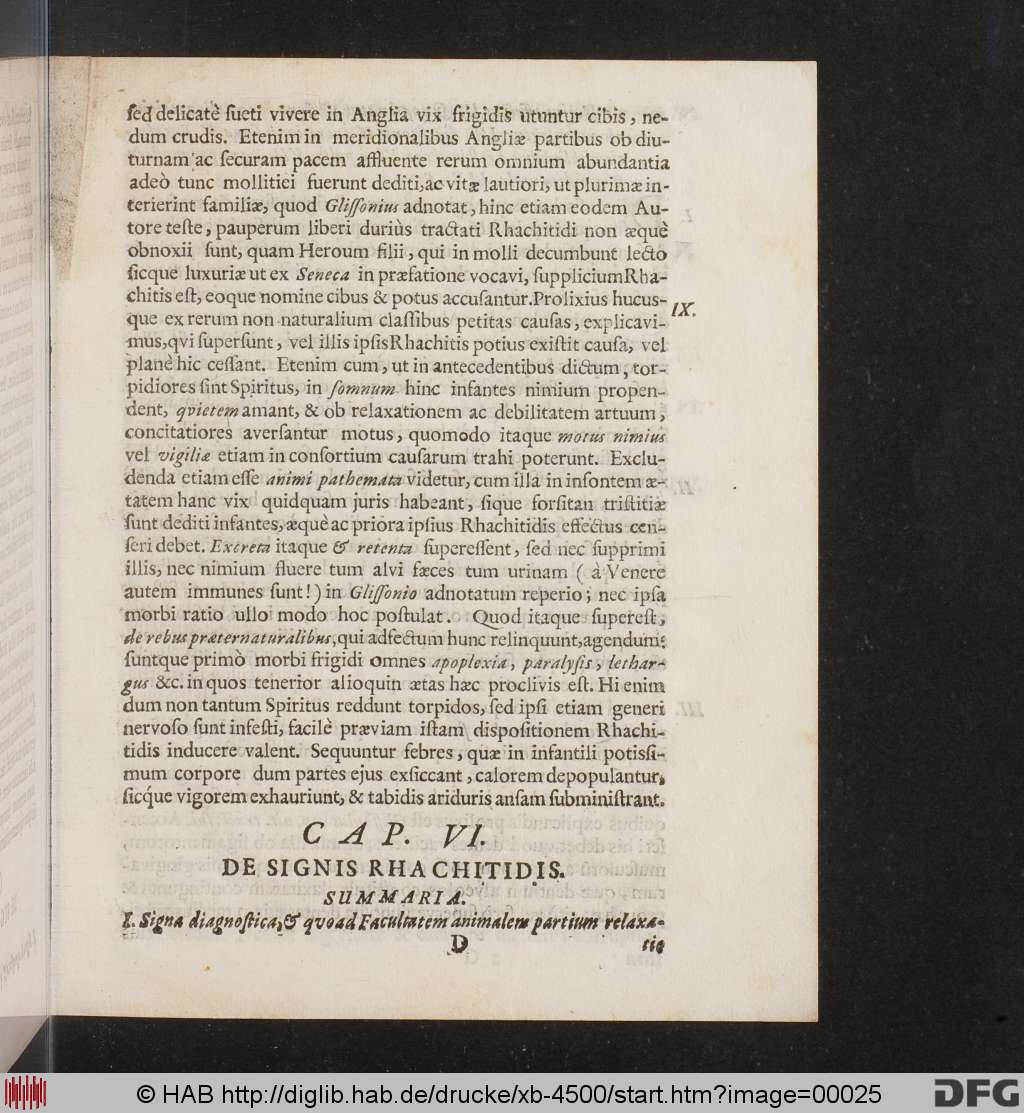 ſed delicatè ſueti vivere in Anglia vix frigidis utuntur cibis, ne-
dum crudis. Etenim in meridionalibus Angliæ partibus ob diu-
turnam ac ſecuram pacem affluente rerum omnium abundantia
adeò tunc mollitiei fuerunt dediti, ac vitæ lautiori, ut plurimæ in-
terierint familiæ, quod Gliſſonius adnotat, hinc etiam eodem Au-
tore teſte, pauperum liberi duriùs tractati Rhachitidi non æquè
obnoxii ſunt, quam Heroum filii, qui in molli decumbunt lecto
ſicque luxuriæ ut ex Seneca in præfatione vocavi, ſupplicium Rha-
chitis eſt, eoque nomine cibus & potus accuſantur. Prolixius hucus-
IX.
que ex rerum non naturalium claſſibus petitas cauſas, explicavi-
mus, qvi ſuperſunt, vel illis ipſis Rhachitis potius exiſtit cauſa, vel
planè hic ceſſant. Etenim cum, ut in antecedentibus dictum, tor-
pidiores ſint Spiritus, in ſomnum hinc infantes nimium propen-
dent, qvietem amant, & ob relaxationem ac debilitatem artuum,
concitatiores averſantur motus, quomodo itaque motus nimius
vel vigiliæ etiam in conſortium cauſarum trahi poterunt. Exclu-
denda etiam eſſe animi pathemata videtur, cum illa in inſontem æ-
tatem hanc vix quidquam juris habeant, ſique forſitan triſtitiæ
ſunt dediti infantes, æquè ac priora ipſius Rhachitidis effectus cen-
ſeri debet. Excreta itaque & retenta ſupereſſent, ſed nec ſupprimi
illis, nec nimium fluere tum alvi fæces tum urinam ( à Venere
autem immunes ſunt!) in Gliſſonio adnotatum reperio; nec ipſa
morbi ratio ullo modo hoc poſtulat. Quod itaque ſupereſt,
de rebus præternaturalibus, qui adfectum hunc relinquunt, agendum:
ſuntque primò morbi frigidi omnes apoplexia, paralyſis, lethar-
gus &c. in quos tenerior alioquin ætas hæc proclivis eſt. Hi enim
dum non tantum Spiritus reddunt torpidos, ſed ipſi etiam generi
nervoſo ſunt infeſti, facilè præviam iſtam diſpoſitionem Rhachi-
tidis inducere valent. Sequuntur febres, quæ in infantili potisſi-
mum corpore dum partes ejus exſiccant, calorem depopulantur,
ſicq́ue vigorem exhauriunt, & tabidis ariduris anſam ſubminiſtrant.
CAP. VI.
DE SIGNIS RHACHITIDIS.
SUMMARIA.
I. Signa diagnoſtica, & quoad Facultatem animalem partium relaxa-
D
tio
© HAB http://diglib.hab.de/drucke/xb-4500/start.htm?image=00025
DFG